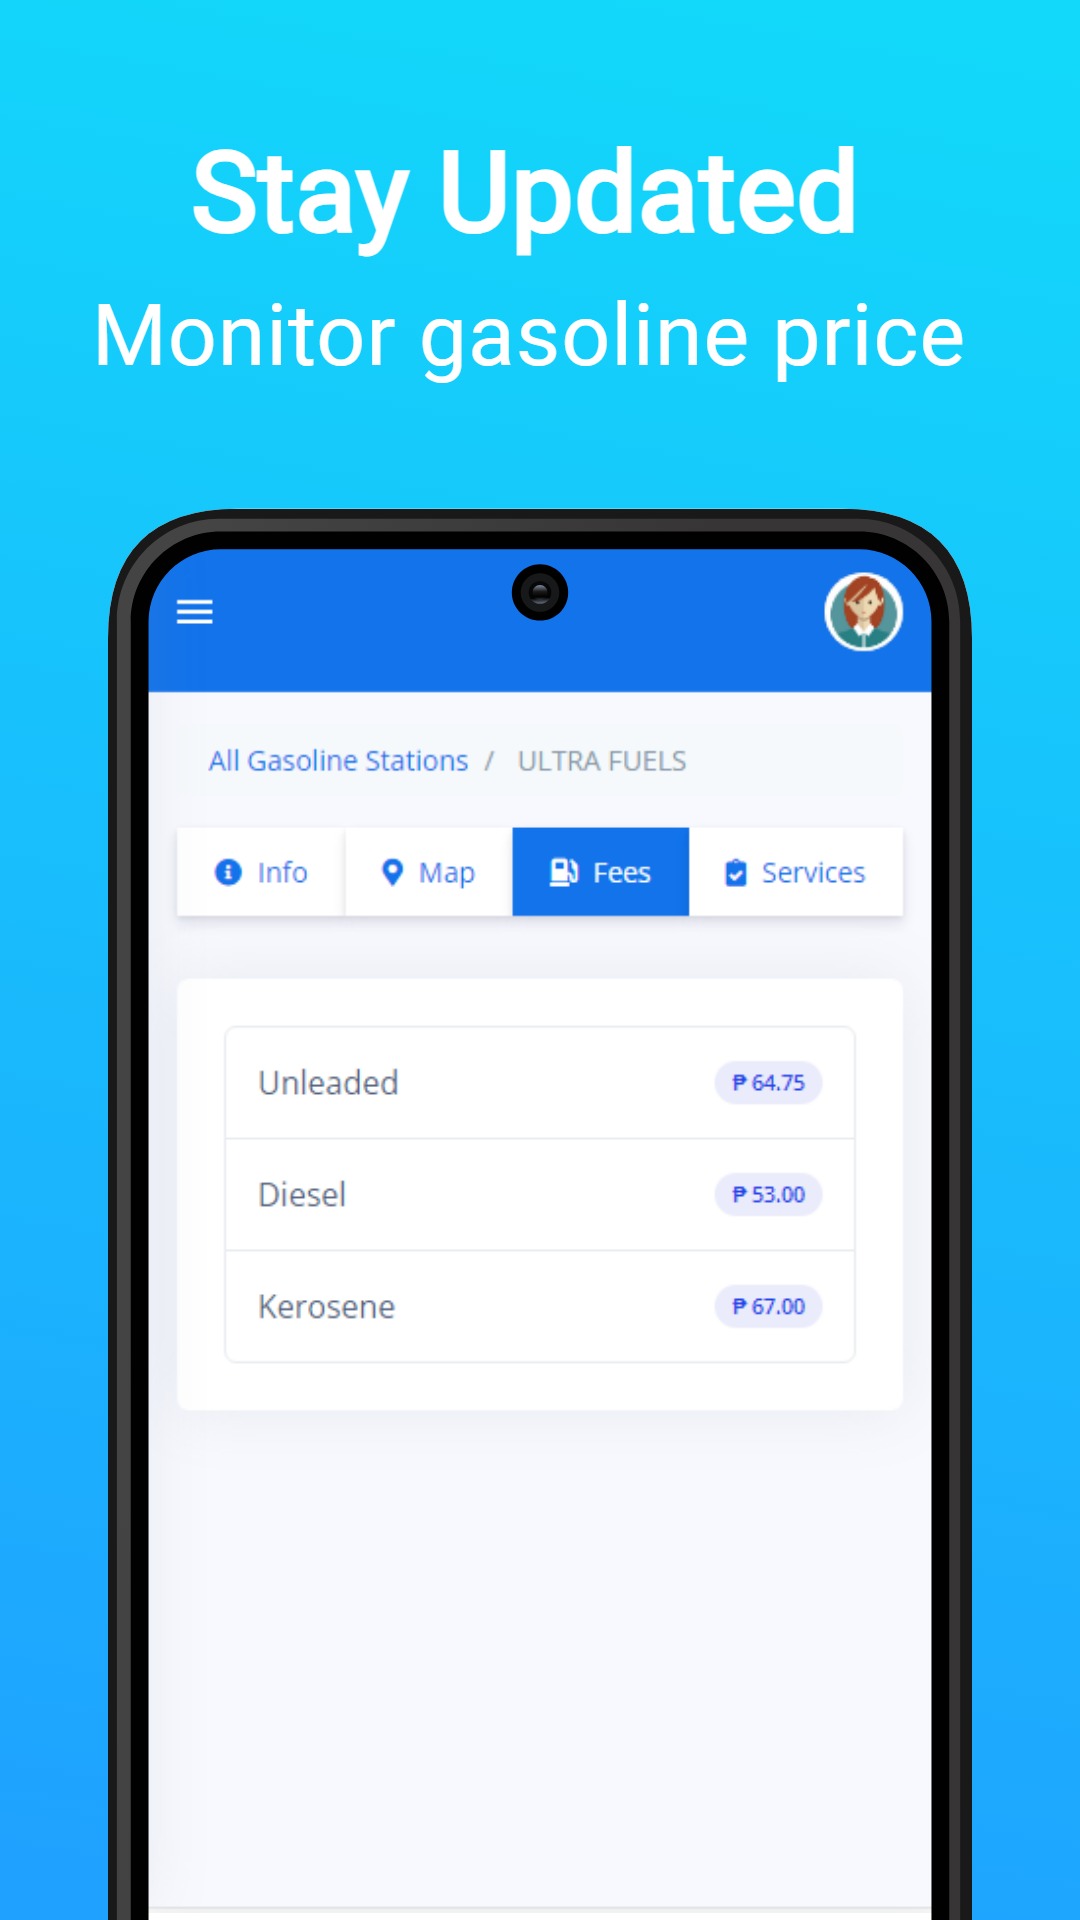 Stay Updated
Monitor gasoline price
All Gasoline Stations / ULTRA FUELS
Info Map Fees Services
Unleaded ₱ 64.75
Diesel ₱ 53.00
Kerosene ₱ 67.00